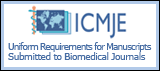 ICMJE
Uniform Requirements for Manuscripts
Submitted to Biomedical Journals